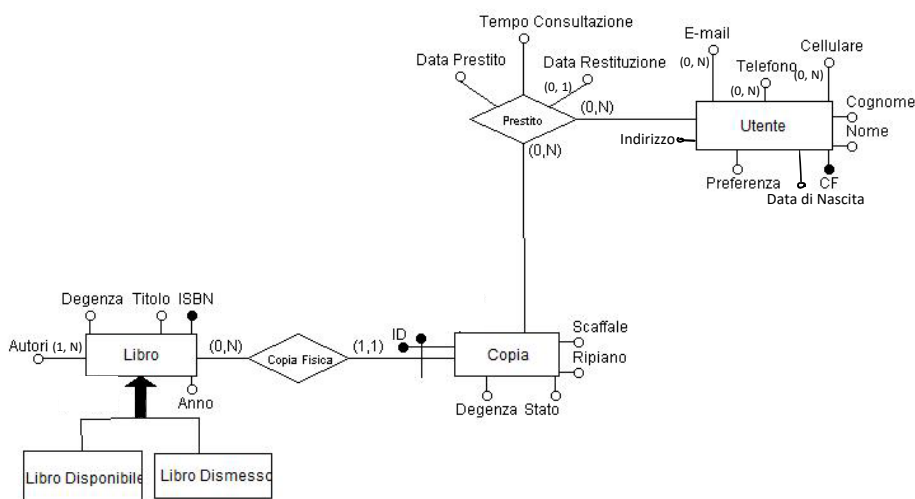 Tempo Consultazione
Data Prestito
Data Restituzione
(0, 1)
(0,N)
Prestito
(0,N)
E-mail
(0, N)
Telefono
(0, N)
Cellulare
(0, N)
Cognome
Nome
Utente
Indirizzo
Preferenza
CF
Data di Nascita
Degenza
Titolo
ISBN
Autori (1, N)
Libro
(0,N)
Copia Fisica
(1,1)
ID
Copia
Scaffale
Ripiano
Anno
Degenza
Stato
Libro Disponibile
Libro Dismesso